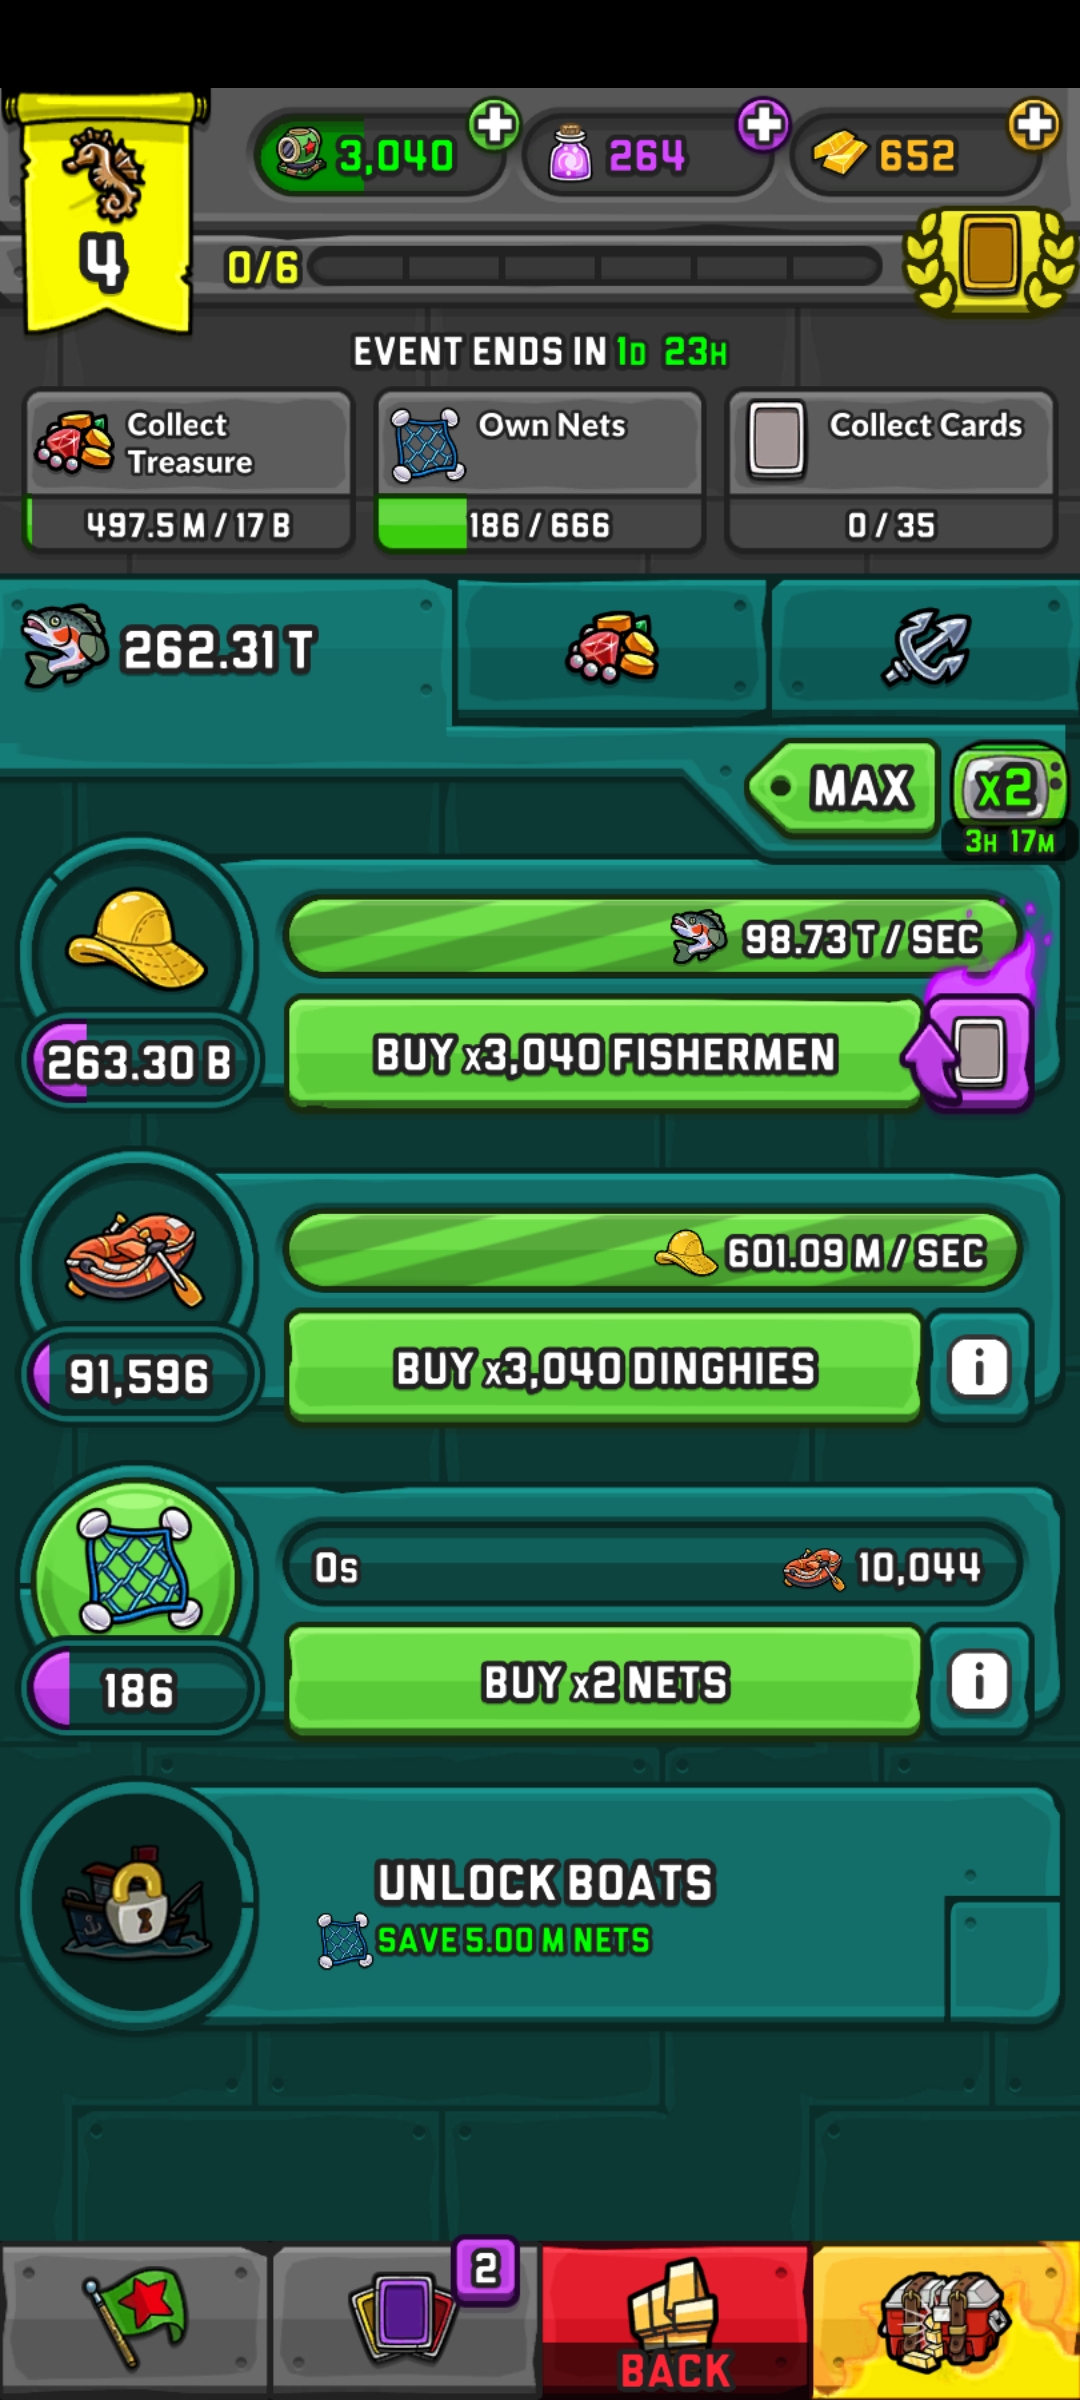 3,040
264
652
4
0/6
EVENT ENDS IN 1D 23H
Collect
Treasure
497.5 M / 17 B
Own Nets
186 / 666
Collect Cards
0 / 35
262.31 T
MAX
x2
3H 17M
98.73 T / SEC
263.30 B
BUY x3,040 FISHERMEN
601.09 M / SEC
91,596
BUY x3,040 DINGHIES
i
0s
10,044
186
BUY x2 NETS
i
UNLOCK BOATS
SAVE 5.00 M NETS
2
BACK